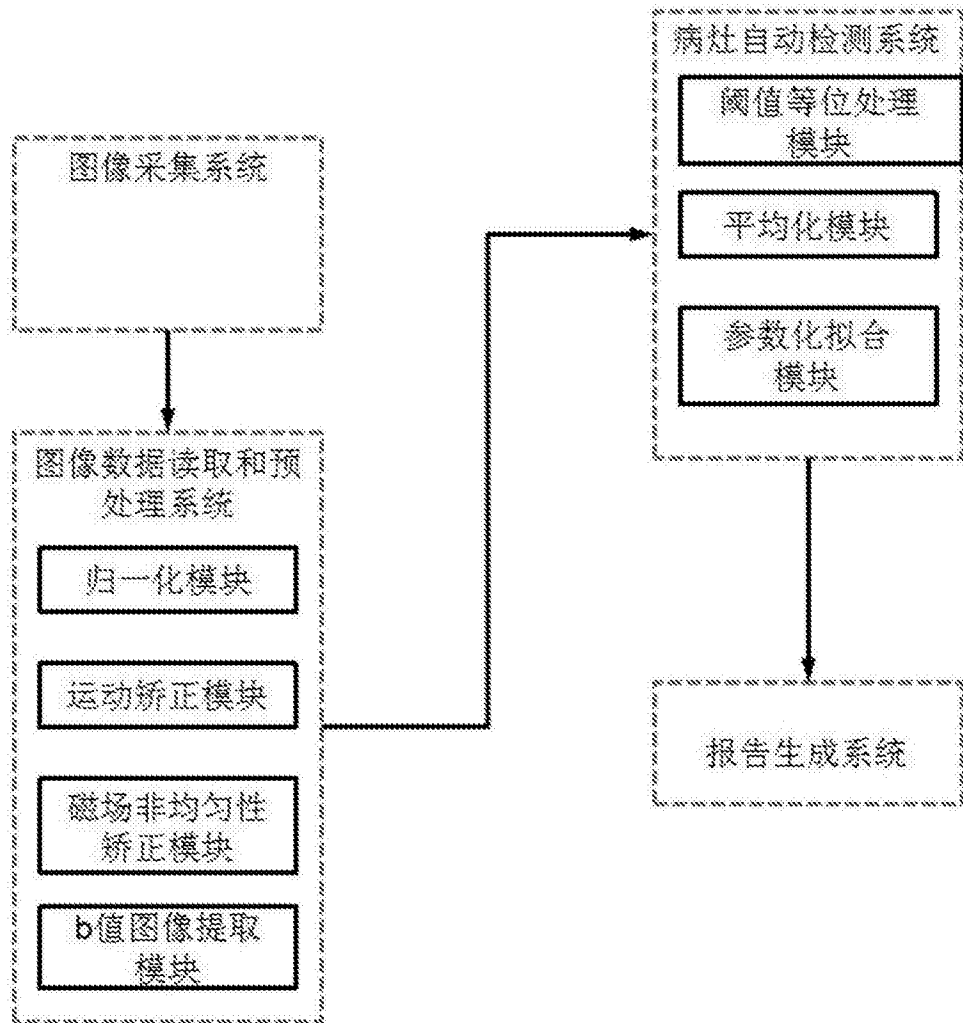 图像采集系统
图像数据读取和预
处理系统
归一化模块
运动矫正模块
磁场非均匀性
矫正模块
b值图像提取
模块
病灶自动检测系统
阈值等位处理
模块
平均化模块
参数化拟合
模块
报告生成系统